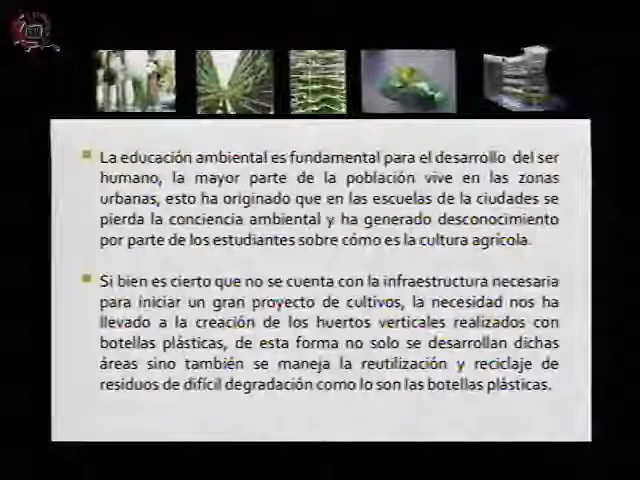 La educación ambiental es fundamental para el desarrollo del ser
humano, la mayor parte de la población vive en las zonas
urbanas, esto ha originado que en las escuelas de la ciudades se
pierda la conciencia ambiental y ha generado desconocimiento
por parte de los estudiantes sobre cómo es la cultura agrícola.
Si bien es cierto que no se cuenta con la infraestructura necesaria
para iniciar un gran proyecto de cultivos, la necesidad nos ha
llevado a la creación de los huertos verticales realizados con
botellas plásticas, de esta forma no solo se desarrollan dichas
áreas sino también se maneja la reutilización y reciclaje de
residuos de difícil degradación como lo son las botellas plásticas.